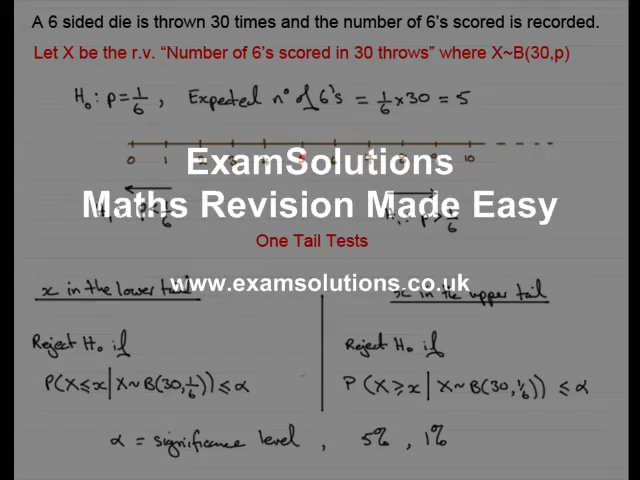 A 6 sided die is thrown 30 times and the number of 6's scored is recorded.
Let X be the r.v. “Number of 6's scored in 30 throws” where X~B(30,p)
H₀ : p = 1/6 , Expected nº of 6's = 1/6 x 30 = 5
0 1 2 3 4 5 6 7 8 9 10
ExamSolutions
Maths Revision Made Easy
H₁ : p < 1/6 H₁ : p > 1/6
One Tail Tests
www.examsolutions.co.uk
x in the lower tail x in the upper tail
Reject H₀ if Reject H₀ if
P(X ≤ x | X ~ B(30, 1/6)) ≤ α P(X ≥ x | X ~ B(30, 1/6)) ≤ α
α = significance level , 5% , 1%